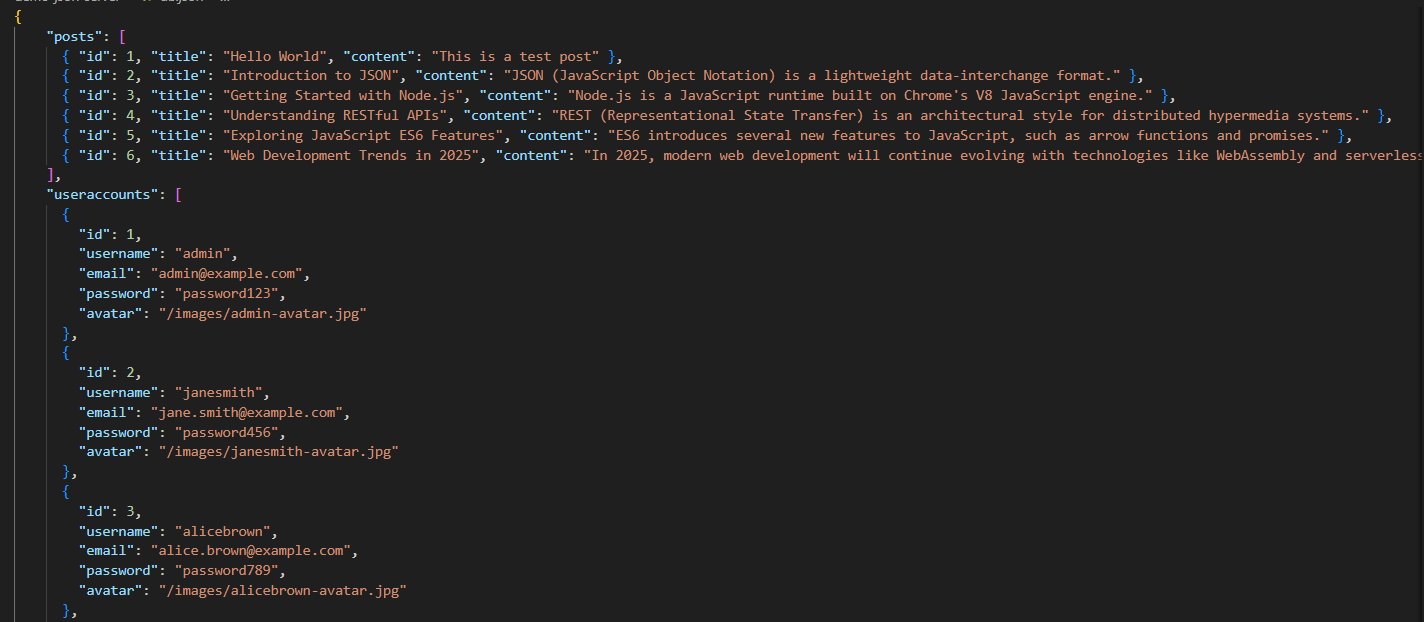 {
"posts": [
{ "id": 1, "title": "Hello World", "content": "This is a test post" },
{ "id": 2, "title": "Introduction to JSON", "content": "JSON (JavaScript Object Notation) is a lightweight data-interchange format." },
{ "id": 3, "title": "Getting Started with Node.js", "content": "Node.js is a JavaScript runtime built on Chrome's V8 JavaScript engine." },
{ "id": 4, "title": "Understanding RESTful APIs", "content": "REST (Representational State Transfer) is an architectural style for distributed hypermedia systems." },
{ "id": 5, "title": "Exploring JavaScript ES6 Features", "content": "ES6 introduces several new features to JavaScript, such as arrow functions and promises." },
{ "id": 6, "title": "Web Development Trends in 2025", "content": "In 2025, modern web development will continue evolving with technologies like WebAssembly and serverless
],
"useraccounts": [
{
"id": 1,
"username": "admin",
"email": "admin@example.com",
"password": "password123",
"avatar": "/images/admin-avatar.jpg"
},
{
"id": 2,
"username": "janesmith",
"email": "jane.smith@example.com",
"password": "password456",
"avatar": "/images/janesmith-avatar.jpg"
},
{
"id": 3,
"username": "alicebrown",
"email": "alice.brown@example.com",
"password": "password789",
"avatar": "/images/alicebrown-avatar.jpg"
},